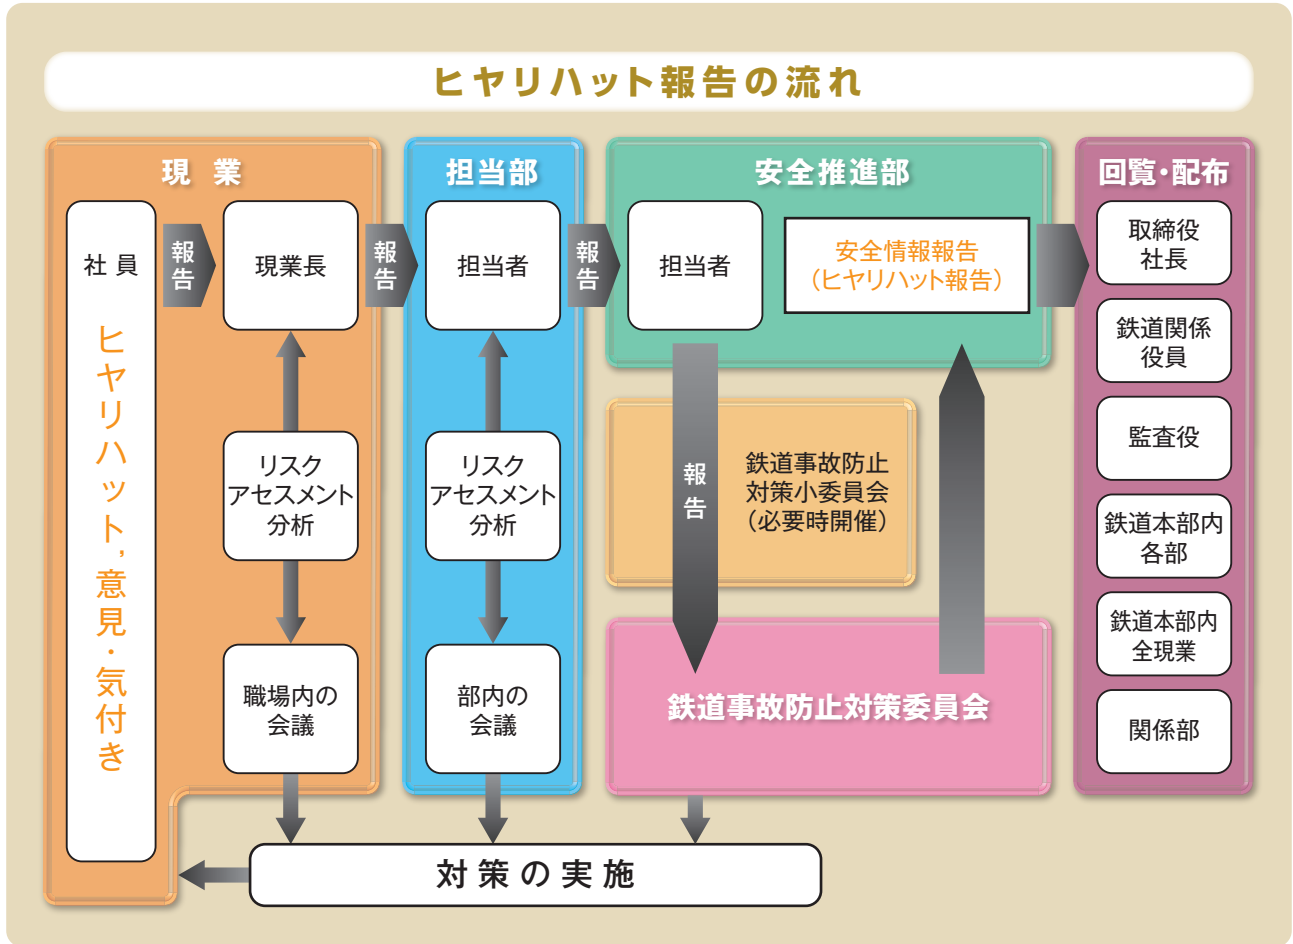 ヒヤリハット報告の流れ
現業
社員
ヒヤリハット,意見・気付き
報告
現業長
リスク
アセスメント
分析
職場内の
会議
報告
担当部
担当者
リスク
アセスメント
分析
部内の
会議
報告
安全推進部
担当者
安全情報報告
（ヒヤリハット報告）
報告
鉄道事故防止
対策小委員会
（必要時開催）
鉄道事故防止対策委員会
回覧・配布
取締役
社長
鉄道関係
役員
監査役
鉄道本部内
各部
鉄道本部内
全現業
関係部
対策の実施